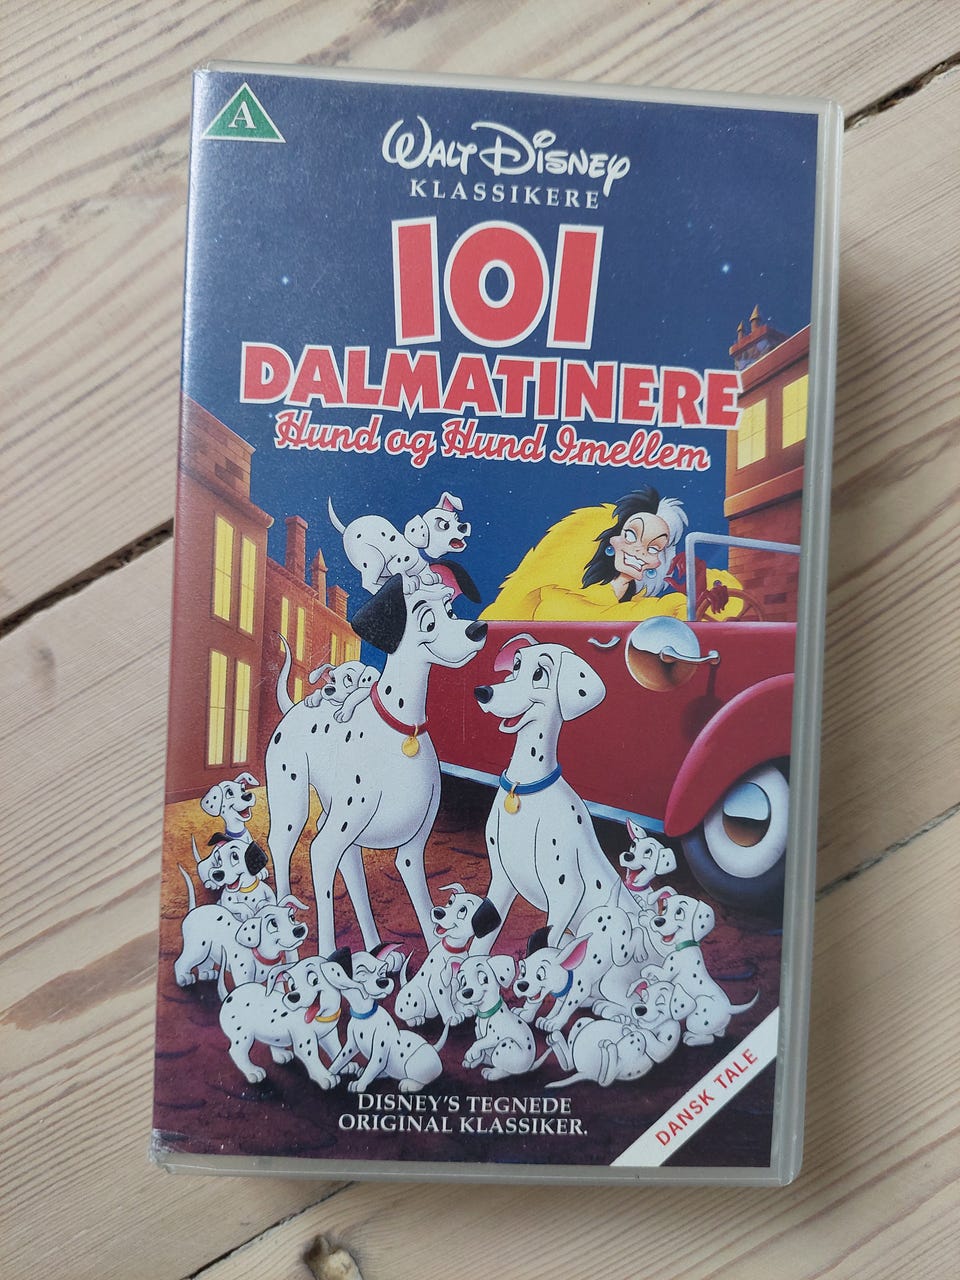 A
WALT DISNEY
KLASSIKERE
101
DALMATINERE
Hund og Hund Imellem
DISNEY'S TEGNEDE
ORIGINAL KLASSIKER.
DANSK TALE